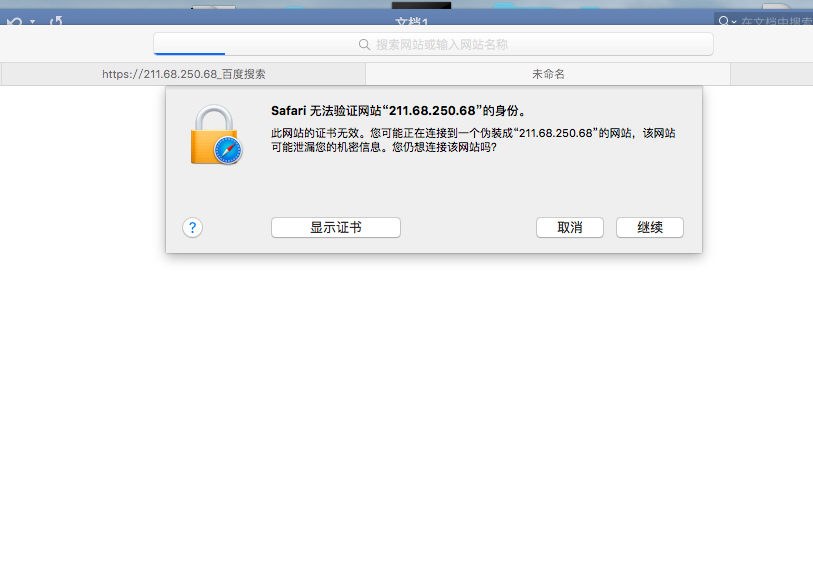 文档1
在文档中搜索
搜索网站或输入网站名称
https://211.68.250.68_百度搜索
未命名
Safari 无法验证网站“211.68.250.68”的身份。
此网站的证书无效。您可能正在连接到一个伪装成“211.68.250.68”的网站，该网站
可能泄漏您的机密信息。您仍想连接该网站吗?
?
显示证书
取消
继续